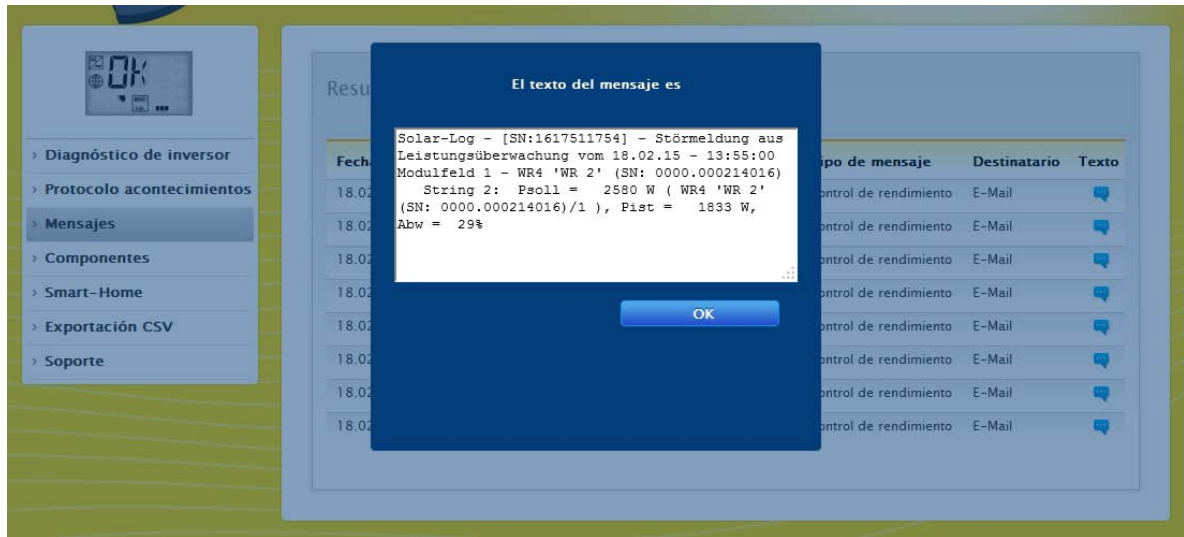 OK
Diagnóstico de inversor
Protocolo acontecimientos
Mensajes
Componentes
Smart-Home
Exportación CSV
Soporte
El texto del mensaje es
Solar-Log - [SN:1617511754] - Störmeldung aus
Leistungsüberwachung vom 18.02.15 - 13:55:00
Modulfeld 1 - WR4 'WR 2' (SN: 0000.000214016)
String 2: Psoll = 2580 W ( WR4 'WR 2'
(SN: 0000.000214016)/1 ), Pist = 1833 W,
Abw = 29%
OK
Resu
Fech ipo de mensaje Destinatario Texto
18.02 ontrol de rendimiento E-Mail
18.02 ontrol de rendimiento E-Mail
18.02 ontrol de rendimiento E-Mail
18.02 ontrol de rendimiento E-Mail
18.02 ontrol de rendimiento E-Mail
18.02 ontrol de rendimiento E-Mail
18.02 ontrol de rendimiento E-Mail
18.02 ontrol de rendimiento E-Mail